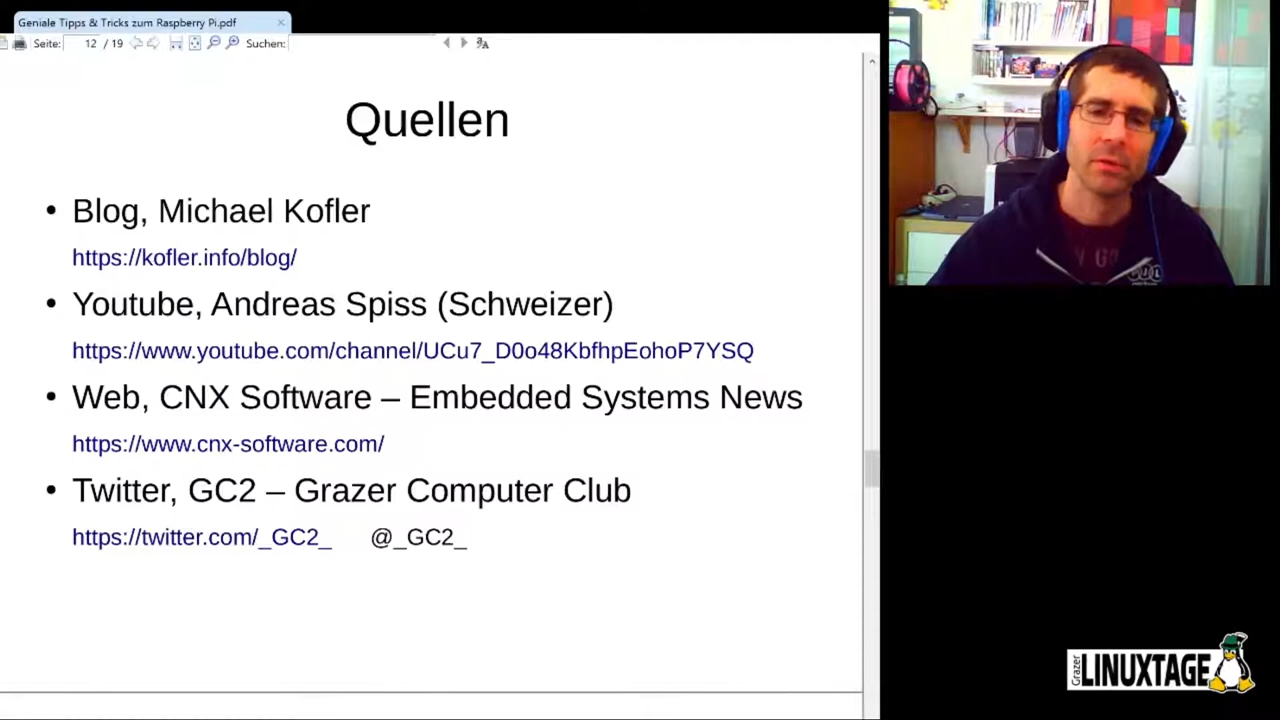 Geniale Tipps & Tricks zum Raspberry Pi.pdf
Seite: 12 / 19 Suchen:
Quellen
• Blog, Michael Kofler
https://kofler.info/blog/
• Youtube, Andreas Spiss (Schweizer)
https://www.youtube.com/channel/UCu7_D0o48KbfhpEohoP7YSQ
• Web, CNX Software – Embedded Systems News
https://www.cnx-software.com/
• Twitter, GC2 – Grazer Computer Club
https://twitter.com/_GC2_ @_GC2_
Grazer
LINUXTAGE